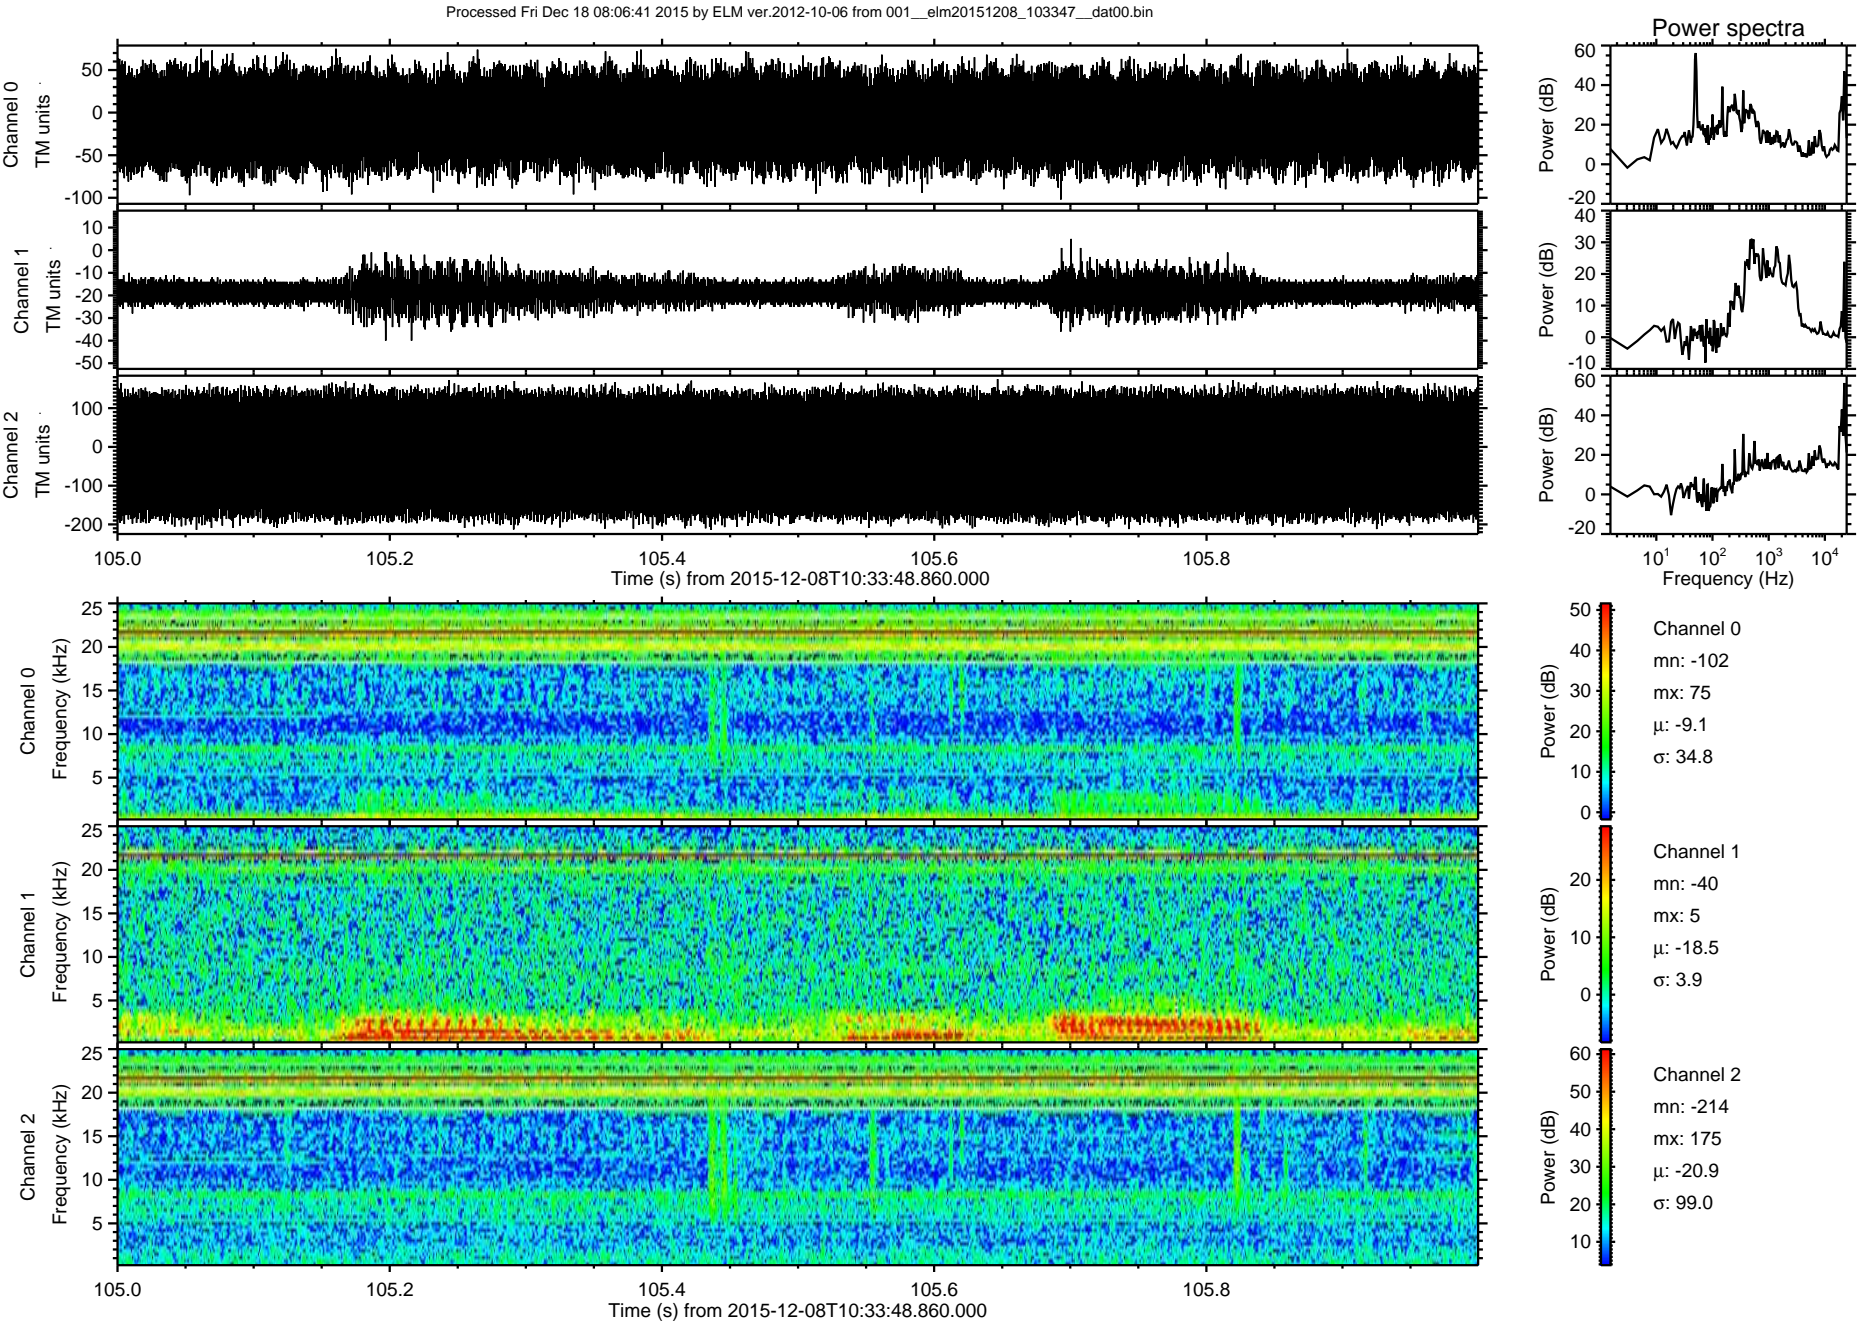 Processed Fri Dec 18 08:06:41 2015 by ELM ver.2012-10-06 from 001__elm20151208_103347__dat00.bin
Power spectra
Channel 0
TM units
50
0
-50
-100
Power (dB)
60
40
20
0
-20
Channel 1
TM units
10
0
-10
-20
-30
-40
-50
Power (dB)
40
30
20
10
0
-10
Channel 2
TM units
100
0
-100
-200
Power (dB)
60
40
20
0
-20
105.0 105.2 105.4 105.6 105.8
Time (s) from 2015-12-08T10:33:48.860.000
10^1 10^2 10^3 10^4
Frequency (Hz)
Channel 0
Frequency (kHz)
25
20
15
10
5
Power (dB)
50
40
30
20
10
0
Channel 0
mn: -102
mx: 75
μ: -9.1
σ: 34.8
Channel 1
Frequency (kHz)
25
20
15
10
5
Power (dB)
20
10
0
Channel 1
mn: -40
mx: 5
μ: -18.5
σ: 3.9
Channel 2
Frequency (kHz)
25
20
15
10
5
Power (dB)
60
50
40
30
20
10
Channel 2
mn: -214
mx: 175
μ: -20.9
σ: 99.0
105.0 105.2 105.4 105.6 105.8
Time (s) from 2015-12-08T10:33:48.860.000